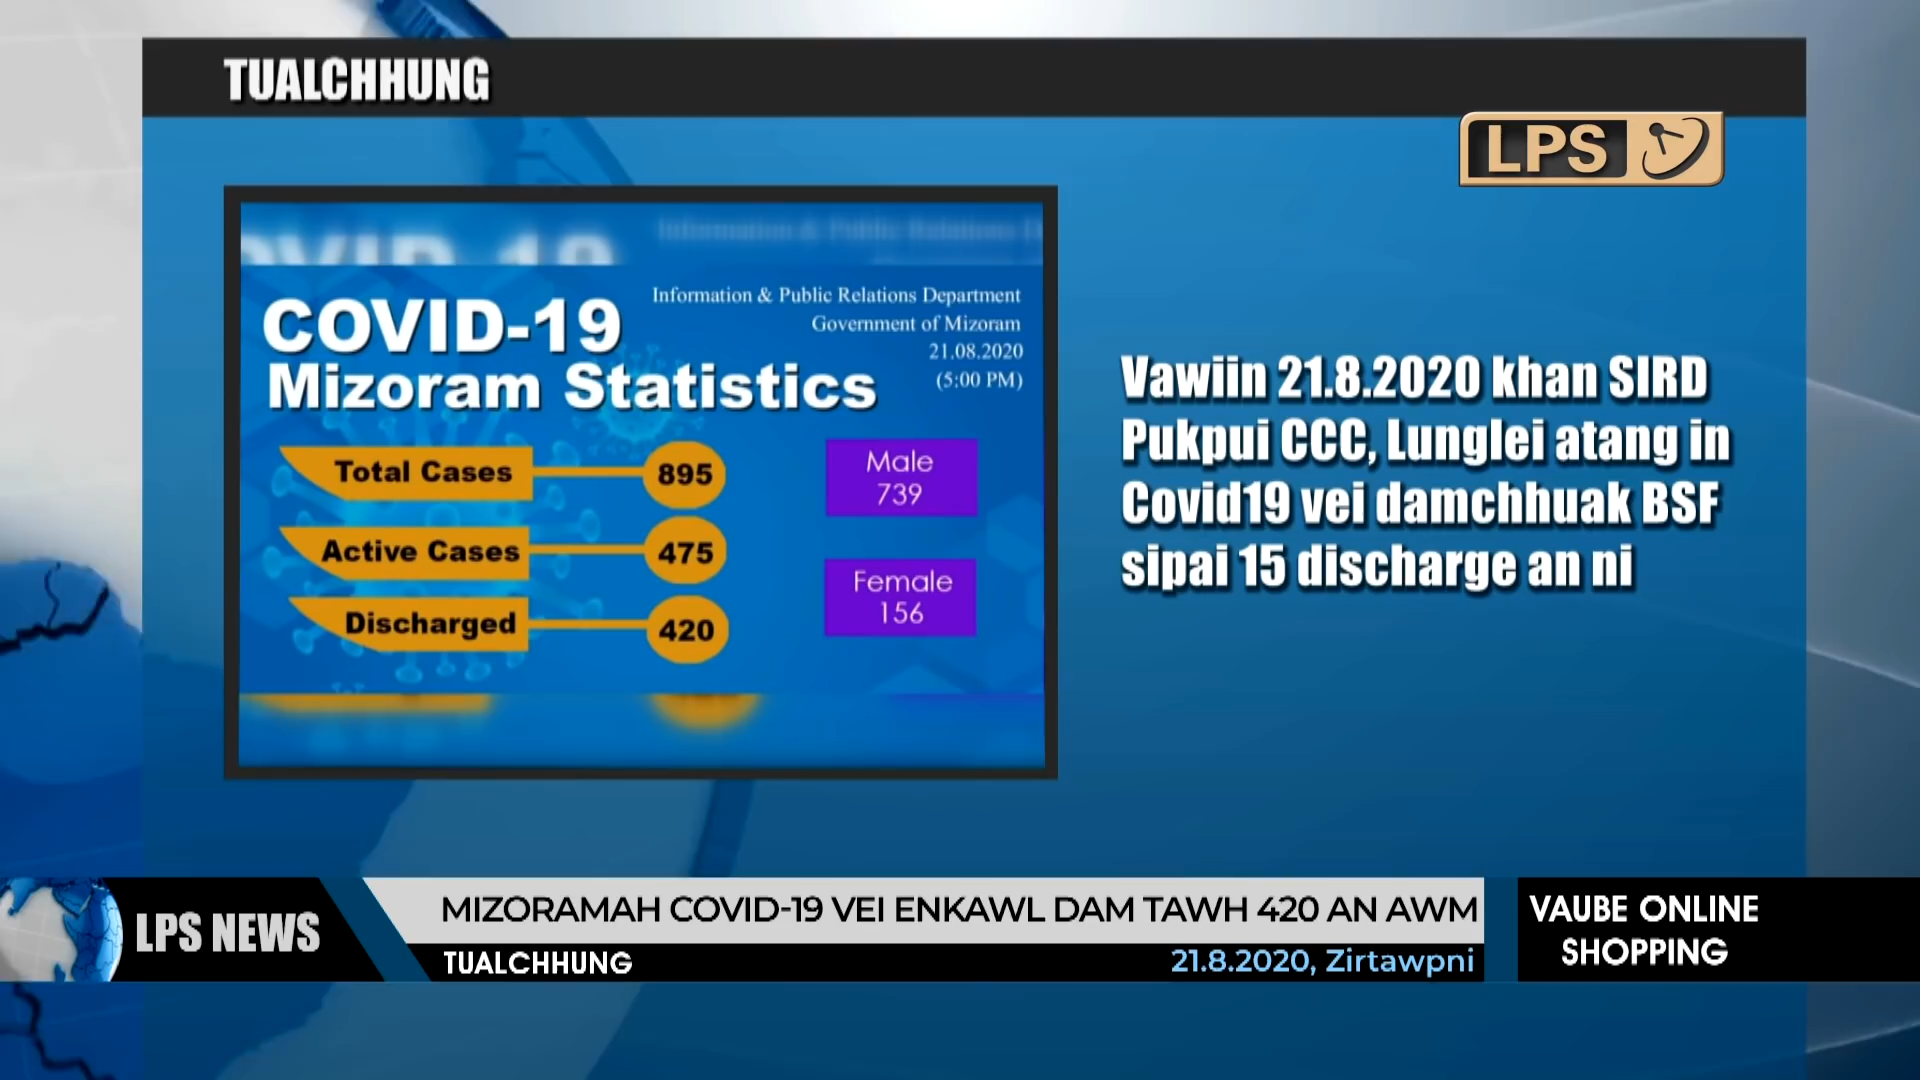 TUALCHHUNG
LPS
COVID-19
Mizoram Statistics
Information & Public Relations Department
Government of Mizoram
21.08.2020
(5:00 PM)
Total Cases 895
Active Cases 475
Discharged 420
Male
739
Female
156
Vawiin 21.8.2020 khan SIRD
Pukpui CCC, Lunglei atang in
Covid19 vei damchhuak BSF
sipai 15 discharge an ni
LPS NEWS
MIZORAMAH COVID-19 VEI ENKAWL DAM TAWH 420 AN AWM
TUALCHHUNG
21.8.2020, Zirtawpni
VAUBE ONLINE
SHOPPING